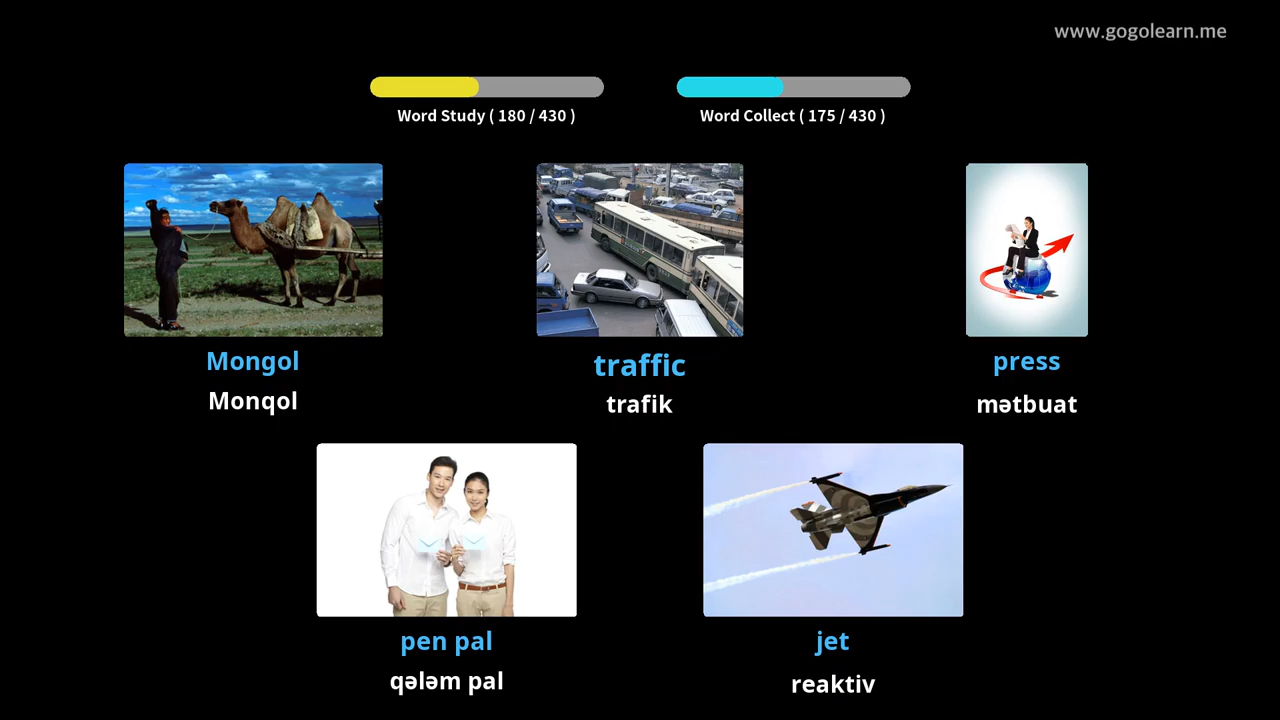 www.gogolearn.me
Word Study ( 180 / 430 )
Word Collect ( 175 / 430 )
Mongol
Monqol
traffic
trafik
press
mətbuat
pen pal
qələm pal
jet
reaktiv